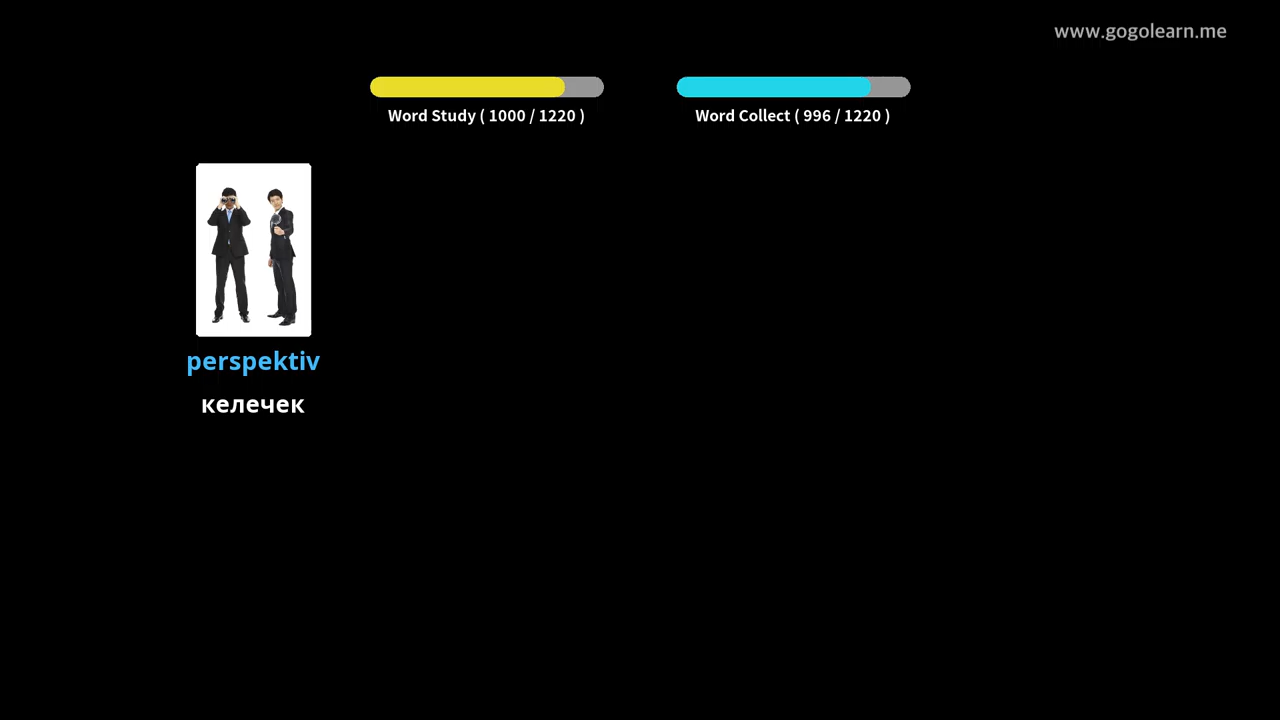 www.gogolearn.me
Word Study ( 1000 / 1220 )
Word Collect ( 996 / 1220 )
perspektiv
келечек